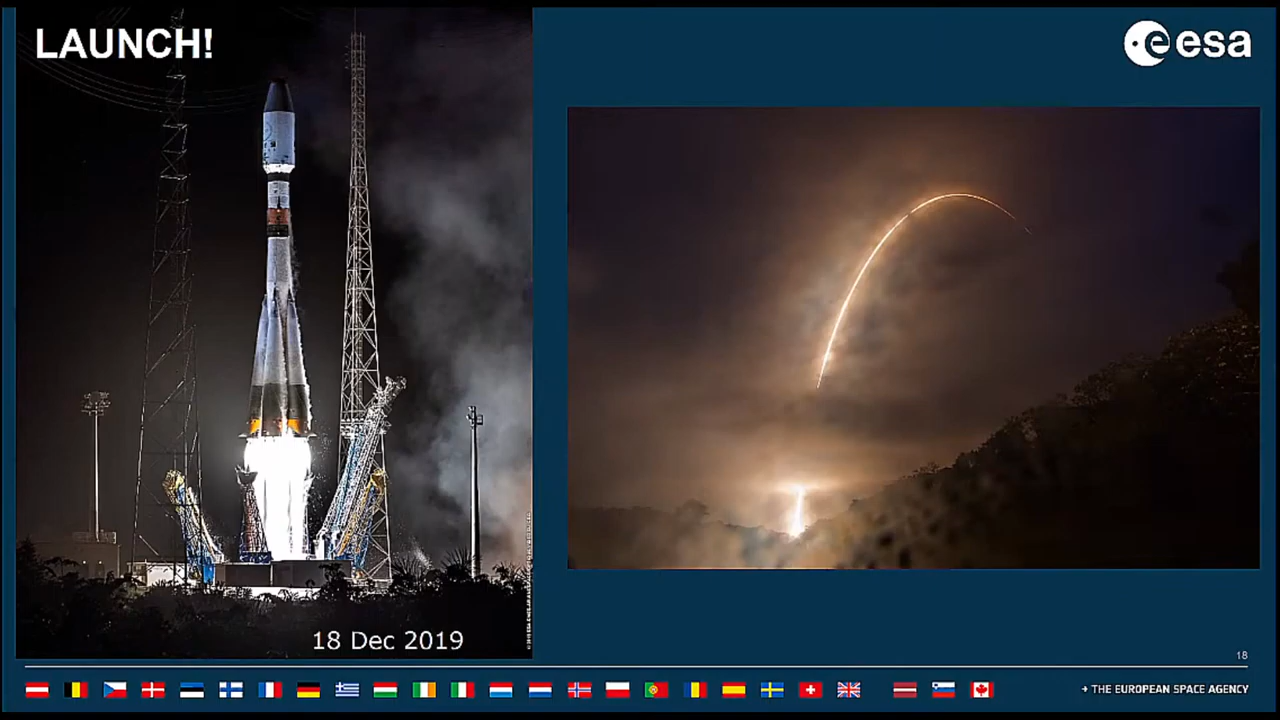 LAUNCH!
esa
18 Dec 2019
18
+ THE EUROPEAN SPACE AGENCY